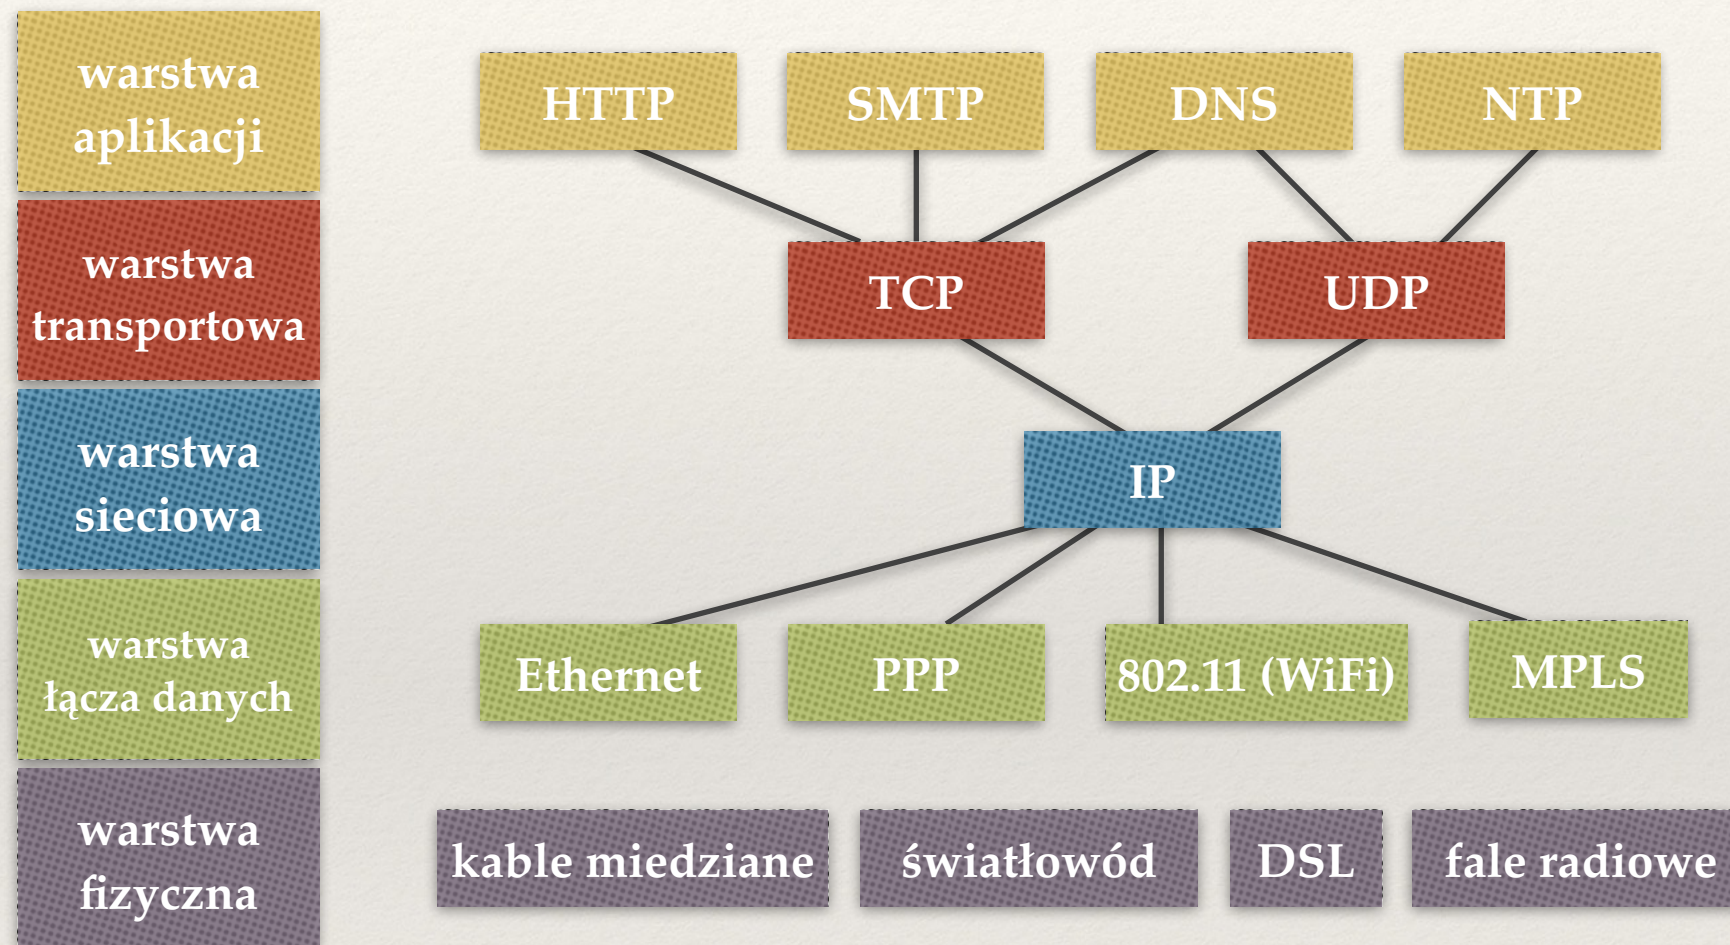 warstwa
aplikacji
HTTP
SMTP
DNS
NTP
warstwa
transportowa
TCP
UDP
warstwa
sieciowa
IP
warstwa
łącza danych
Ethernet
PPP
802.11 (WiFi)
MPLS
warstwa
fizyczna
kable miedziane
światłowód
DSL
fale radiowe